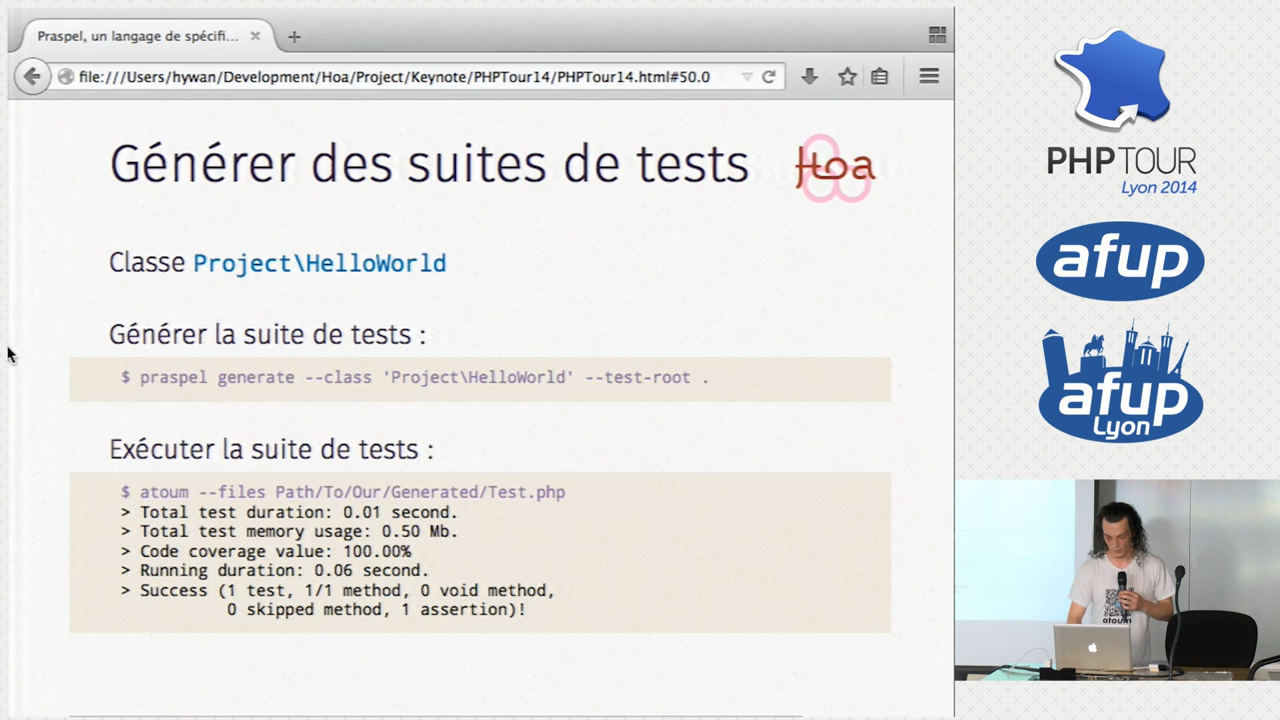 Praspel, un langage de spécifi...
file:///Users/hywan/Development/Hoa/Project/Keynote/PHPTour14/PHPTour14.html#50.0
Générer des suites de tests
Hoa
Classe Project\HelloWorld
Générer la suite de tests :
$ praspel generate --class 'Project\HelloWorld' --test-root .
Exécuter la suite de tests :
$ atoum --files Path/To/Our/Generated/Test.php
> Total test duration: 0.01 second.
> Total test memory usage: 0.50 Mb.
> Code coverage value: 100.00%
> Running duration: 0.06 second.
> Success (1 test, 1/1 method, 0 void method,
0 skipped method, 1 assertion)!
PHP TOUR
Lyon 2014
afup
afup
Lyon
atoum